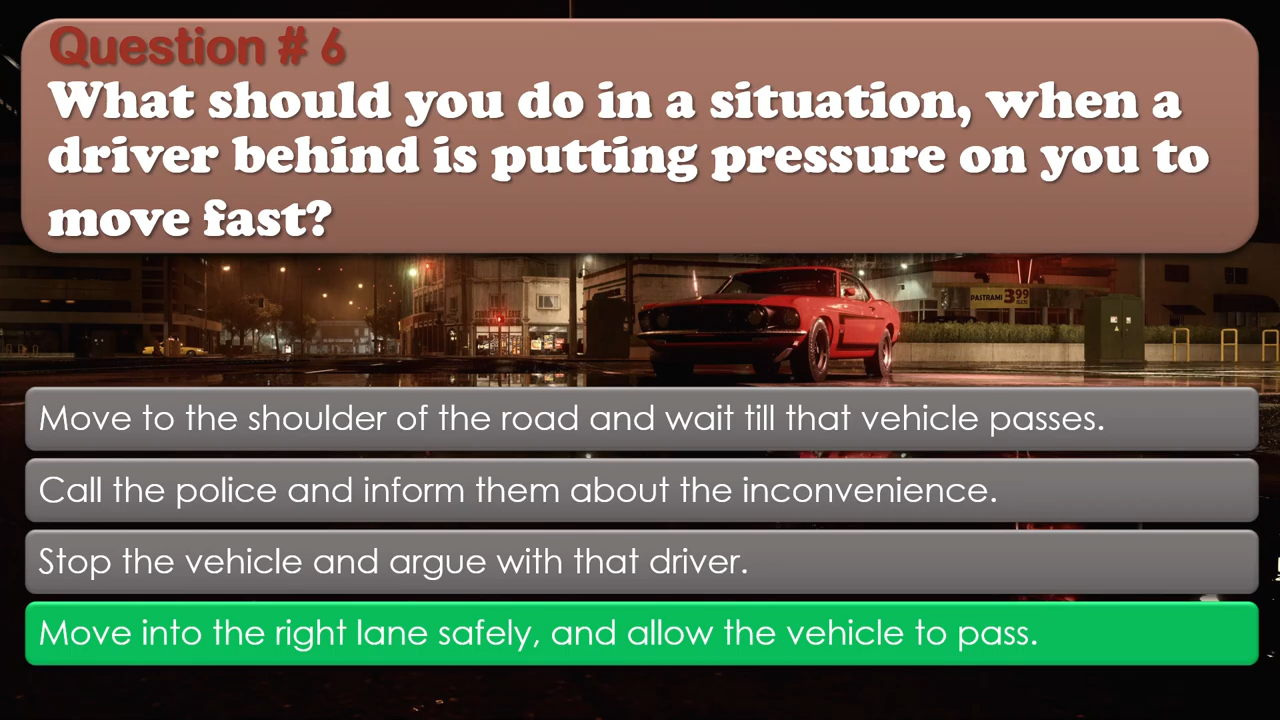 Question # 6
What should you do in a situation, when a
driver behind is putting pressure on you to
move fast?
PASTRAMI 3.99
Move to the shoulder of the road and wait till that vehicle passes.
Call the police and inform them about the inconvenience.
Stop the vehicle and argue with that driver.
Move into the right lane safely, and allow the vehicle to pass.